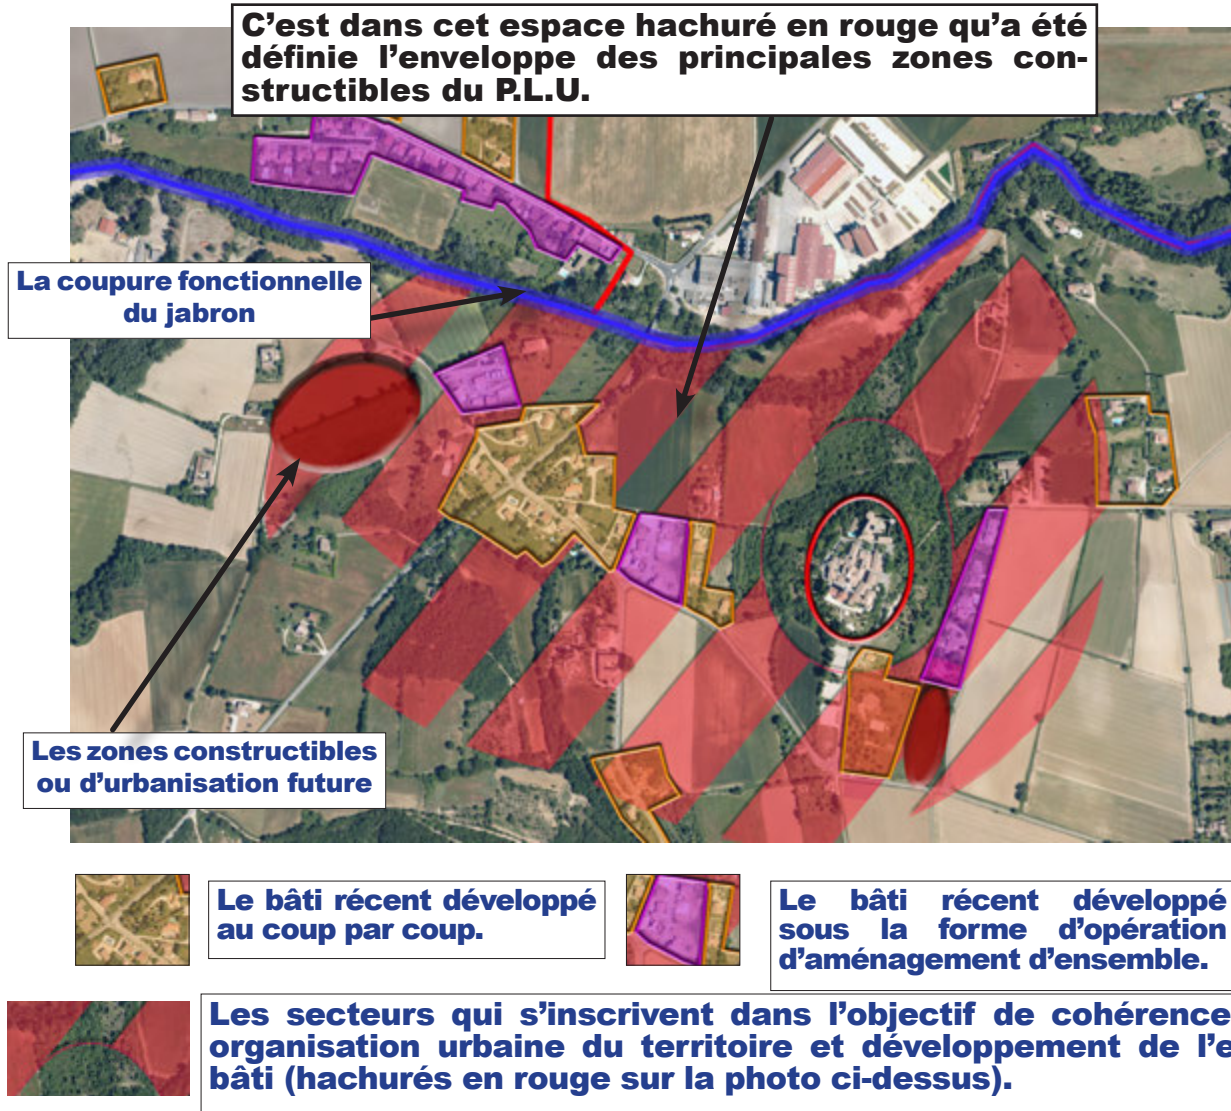 C'est dans cet espace hachuré en rouge qu'a été
définie l'enveloppe des principales zones con-
structibles du P.L.U.
La coupure fonctionnelle
du jabron
Les zones constructibles
ou d'urbanisation future
Le bâti récent développé
au coup par coup.
Le bâti récent développé
sous la forme d'opération
d'aménagement d'ensemble.
Les secteurs qui s'inscrivent dans l'objectif de cohérence
organisation urbaine du territoire et développement de l'e
bâti (hachurés en rouge sur la photo ci-dessus).